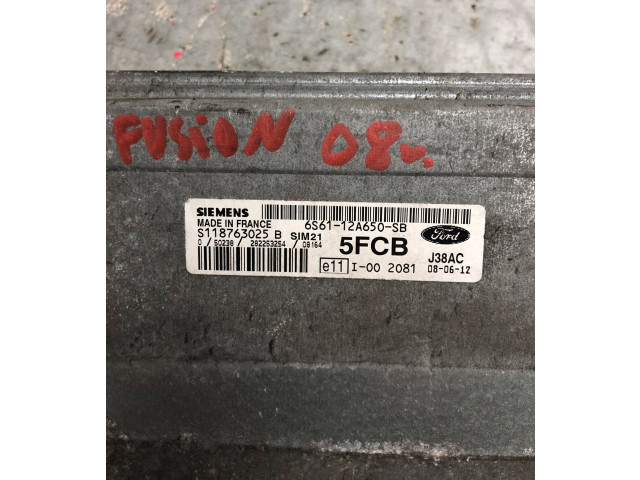 FUSION 08v.
SIEMENS
MADE IN FRANCE 6S61-12A650-SB
S118763025 B SIM21
0 / 50238 / 282253254 / 08164
5FCB
Ford
J38AC
e11 I-00 2081 08-06-12